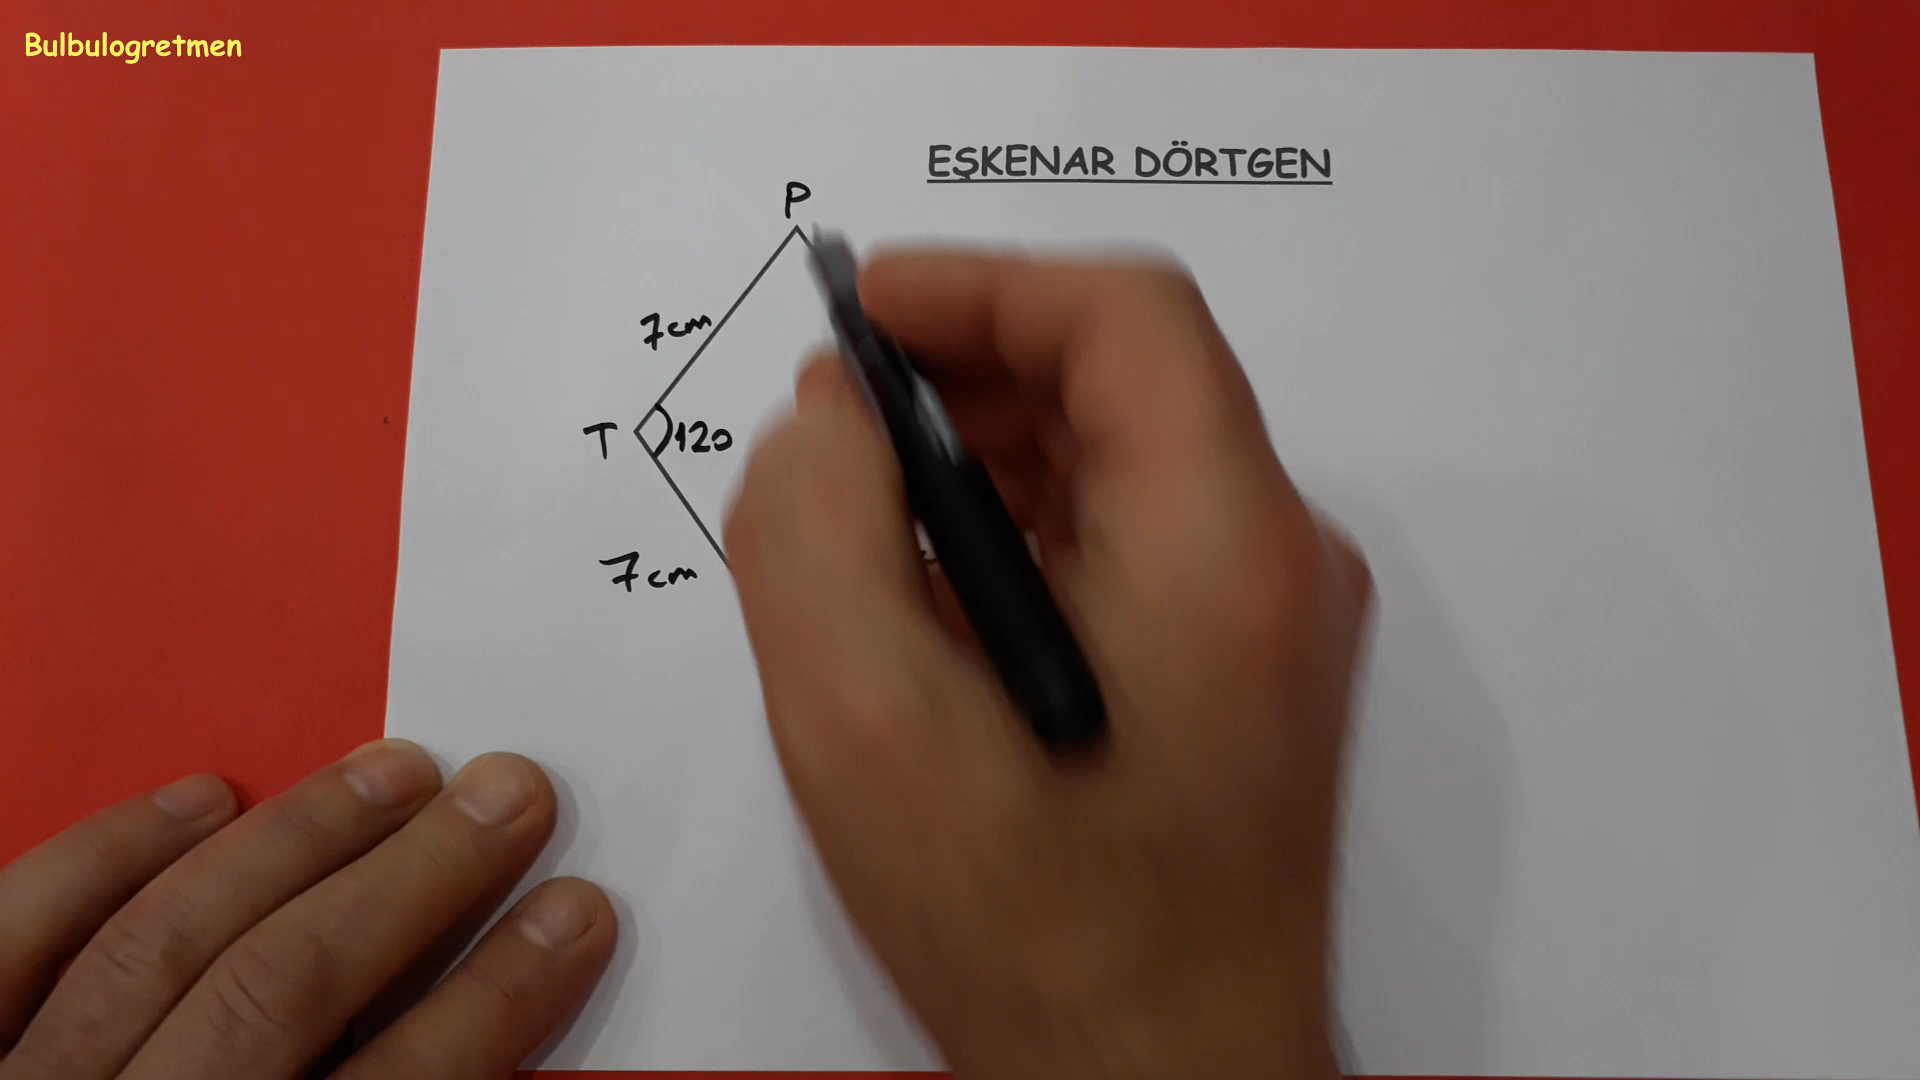 Bulbulogretmen
EŞKENAR DÖRTGEN
P
7cm
T
120
7cm